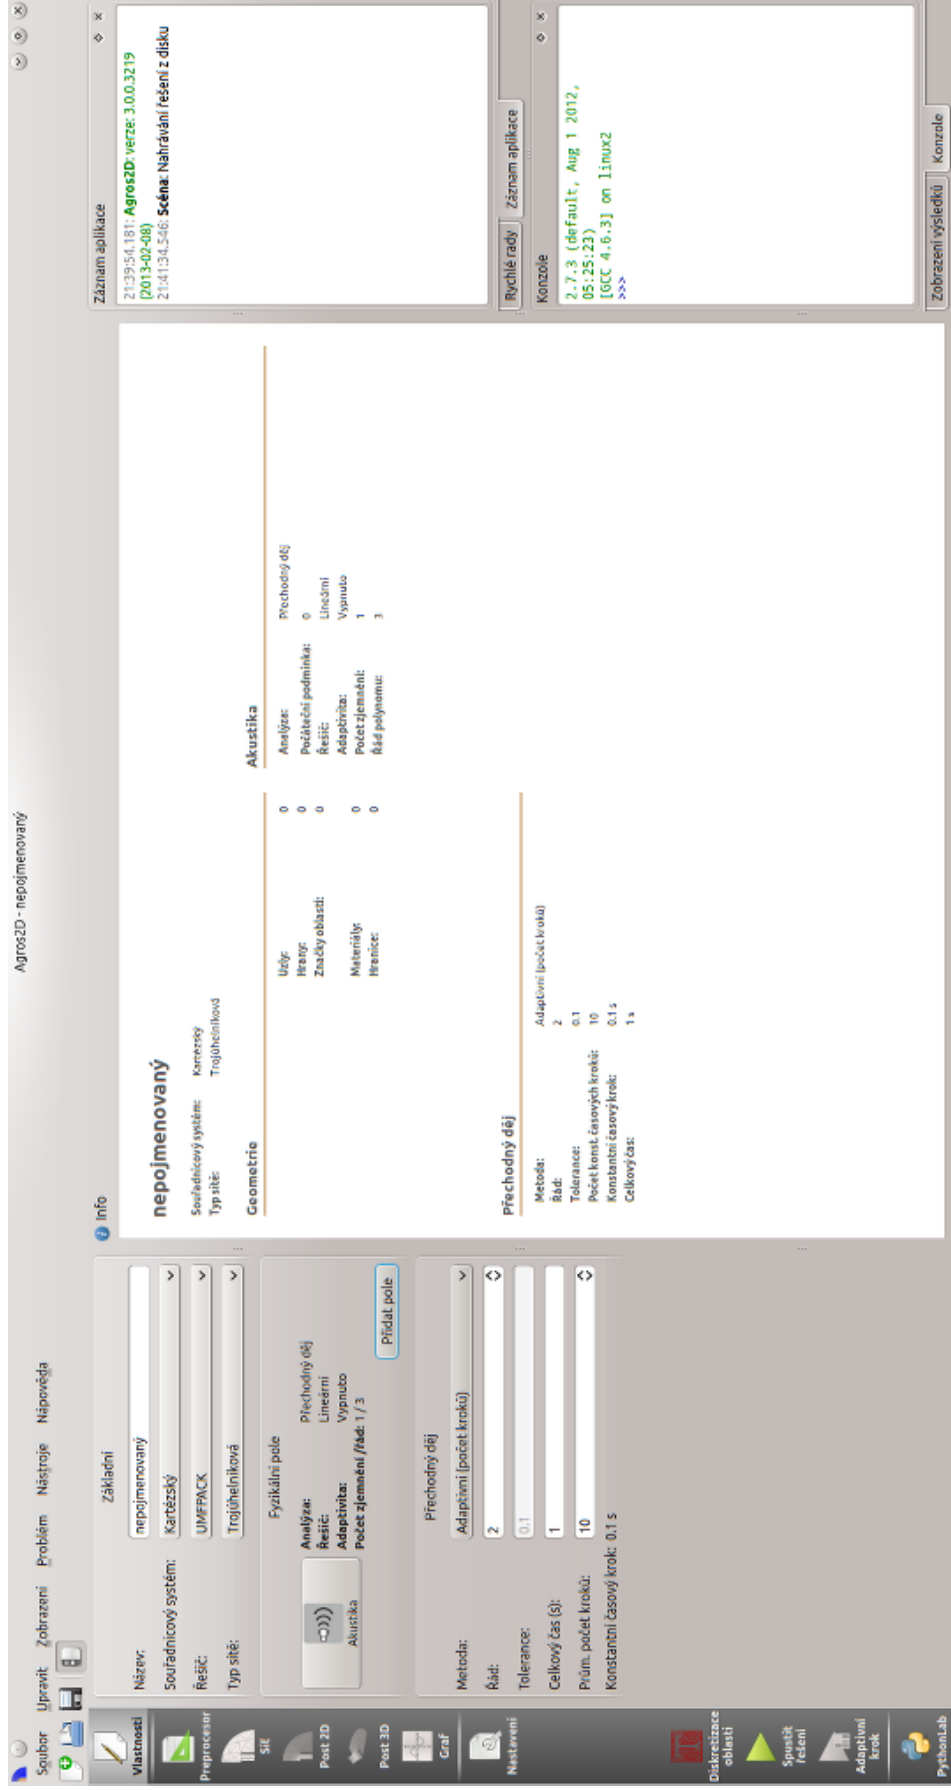 Agros2D - nepojmenovaný
Soubor Upravit Zobrazení Problém Nástroje Nápověda
Vlastnosti
Preprocesor
Síť
Post 2D
Post 3D
Graf
Nastavení
Diskretizace
oblasti
Spustit
řešení
Adaptivní
krok
PythonLab
Základní
Název: nepojmenovaný
Souřadnicový systém: Kartézský
Řešič: UMFPACK
Typ sítě: Trojúhelníková
Fyzikální pole
Akustika
Analýza: Přechodný děj
Řešič: Lineární
Adaptivita: Vypnuto
Počet zjemnění /řád: 1 / 3
Přidat pole
Přechodný děj
Metoda: Adaptivní (počet kroků)
Řád: 2
Tolerance: 0.1
Celkový čas (s): 1
Prům. počet kroků: 10
Konstantní časový krok: 0.1 s
Info
nepojmenovaný
Souřadnicový systém: Kartézský
Typ sítě: Trojúhelníková
Geometrie
Uzly: 0
Hrany: 0
Značky oblastí: 0
Materiály: 0
Hranice: 0
Akustika
Analýza: Přechodný děj
Počáteční podmínka: 0
Řešič: Lineární
Adaptivita: Vypnuto
Počet zjemnění: 1
Řád polynomu: 3
Přechodný děj
Metoda: Adaptivní (počet kroků)
Řád: 2
Tolerance: 0.1
Počet konst. časových kroků: 10
Konstantní časový krok: 0.1 s
Celkový čas: 1 s
Záznam aplikace
21:39:54.181: Agros2D: verze: 3.0.0.3219
(2013-02-08)
21:41:34.546: Scéna: Nahrávání řešení z disku
Rychlé rady Záznam aplikace
Konzole
2.7.3 (default, Aug 1 2012,
05:25:23)
[GCC 4.6.3] on linux2
>>>
Zobrazení výsledků Konzole